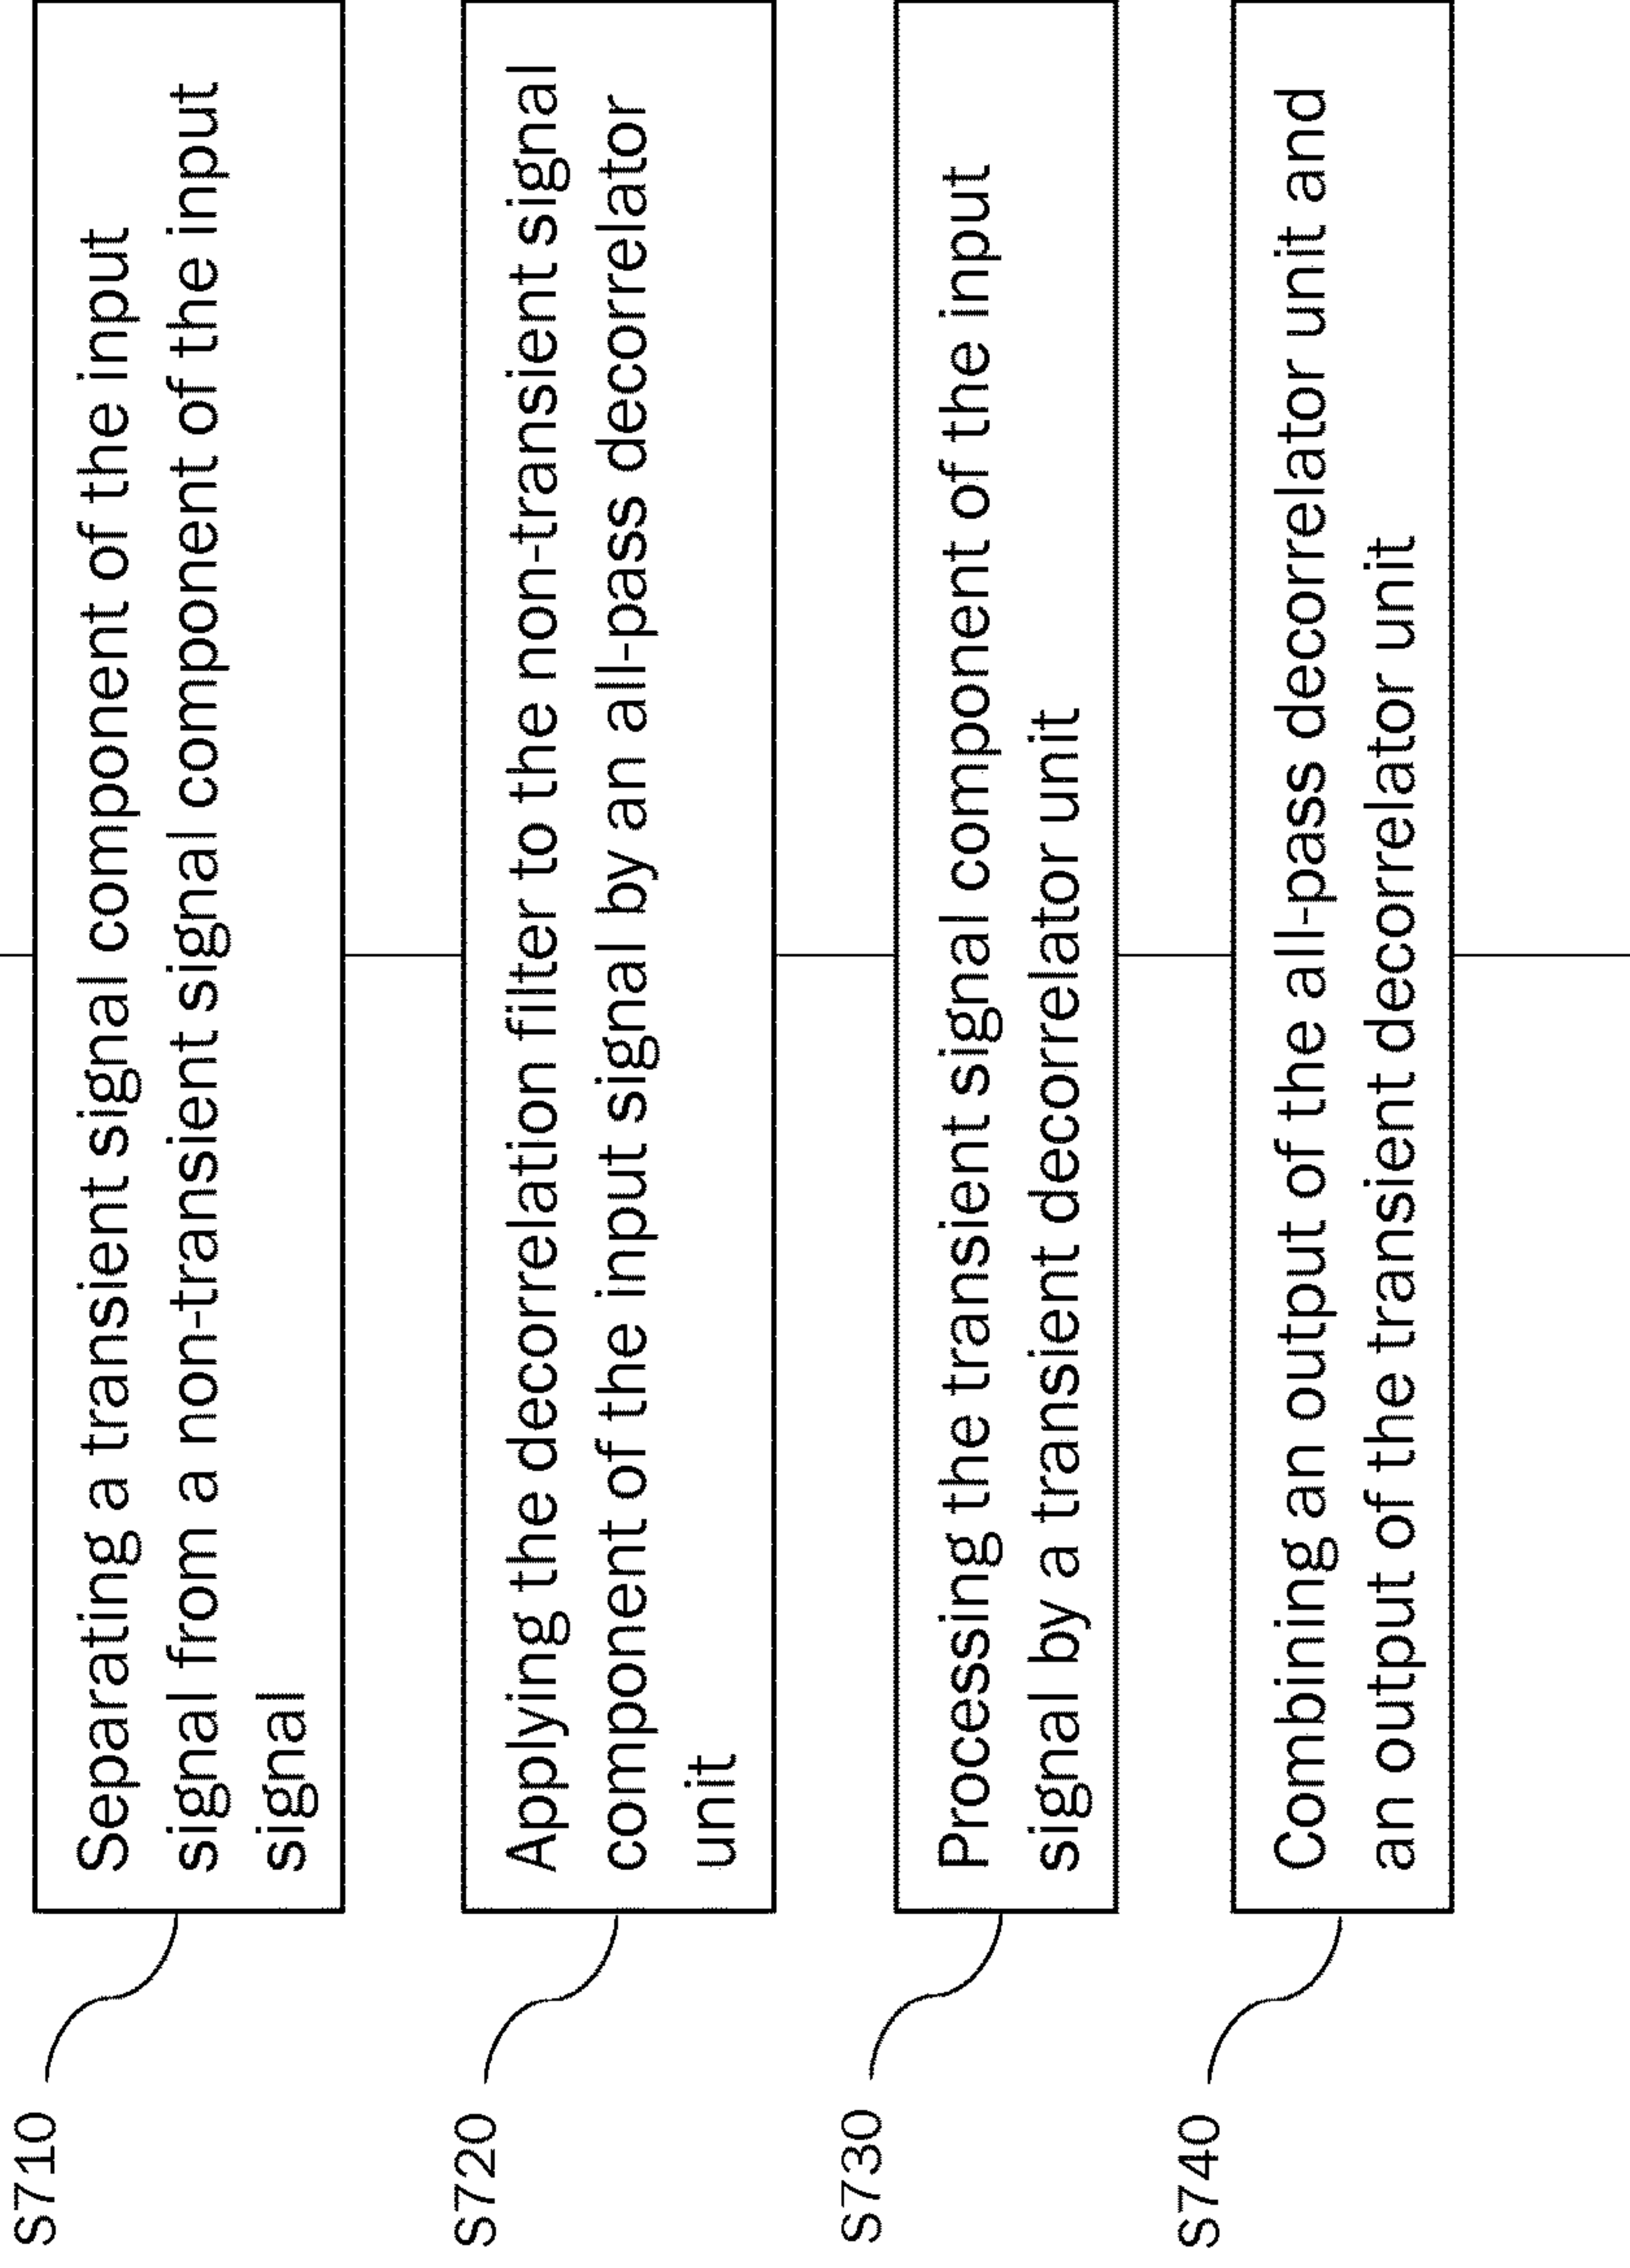 S710
Separating a transient signal component of the input
signal from a non-transient signal component of the input
signal
S720
Applying the decorrelation filter to the non-transient signal
component of the input signal by an all-pass decorrelator
unit
S730
Processing the transient signal component of the input
signal by a transient decorrelator unit
S740
Combining an output of the all-pass decorrelator unit and
an output of the transient decorrelator unit